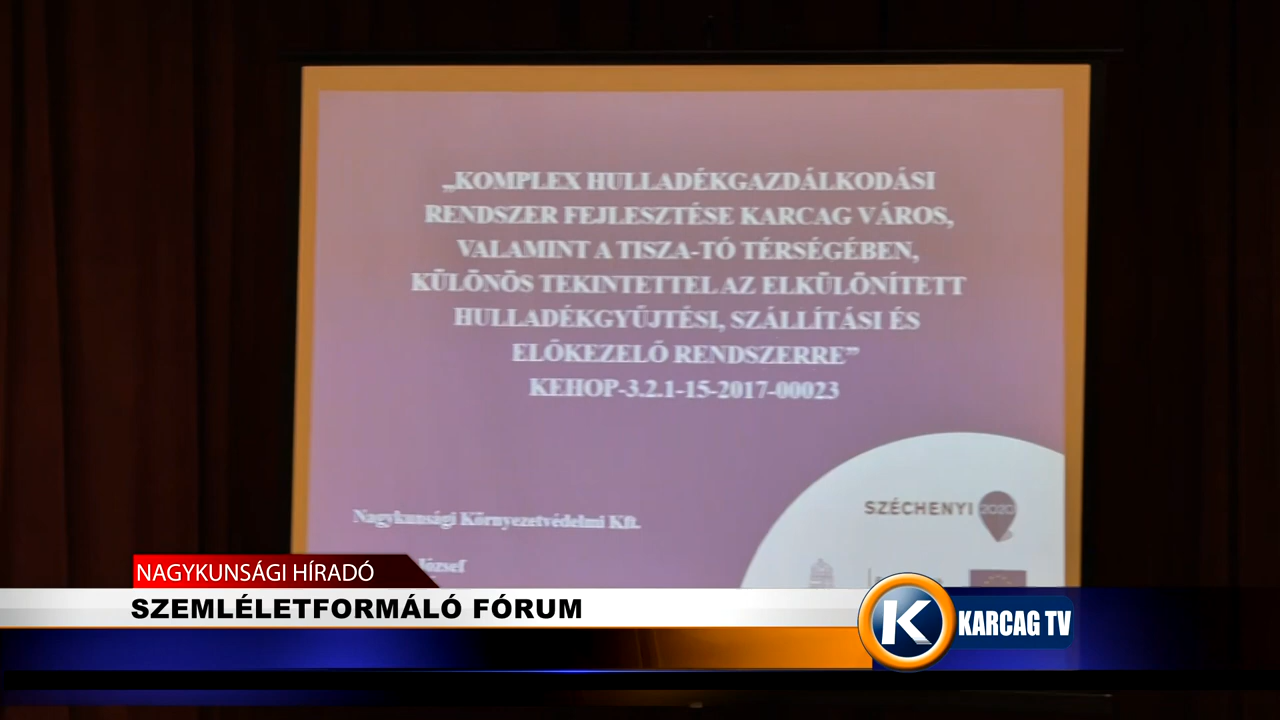 „KOMPLEX HULLADÉKGAZDÁLKODÁSI
RENDSZER FEJLESZTÉSE KARCAG VÁROS,
VALAMINT A TISZA-TÓ TÉRSÉGÉBEN,
KÜLÖNÖS TEKINTETTEL AZ ELKÜLÖNÍTETT
HULLADÉKGYŰJTÉSI, SZÁLLÍTÁSI ÉS
ELŐKEZELŐ RENDSZERRE”
KEHOP-3.2.1-15-2017-00023
SZÉCHENYI 2020
Nagykunsági Környezetvédelmi Kft.
József
NAGYKUNSÁGI HÍRADÓ
SZEMLÉLETFORMÁLÓ FÓRUM
K KARCAG TV